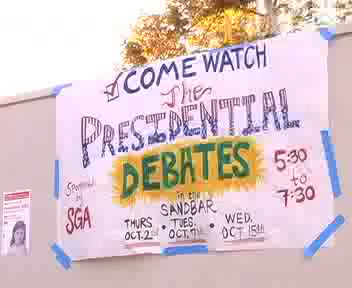 COME WATCH
The
PRESIDENTIAL
DEBATES
in the
SANDBAR
5:30
to
7:30
Sponsored
by
SGA
THURS. TUES. WED.
OCT. 2nd OCT. 7th OCT 15th